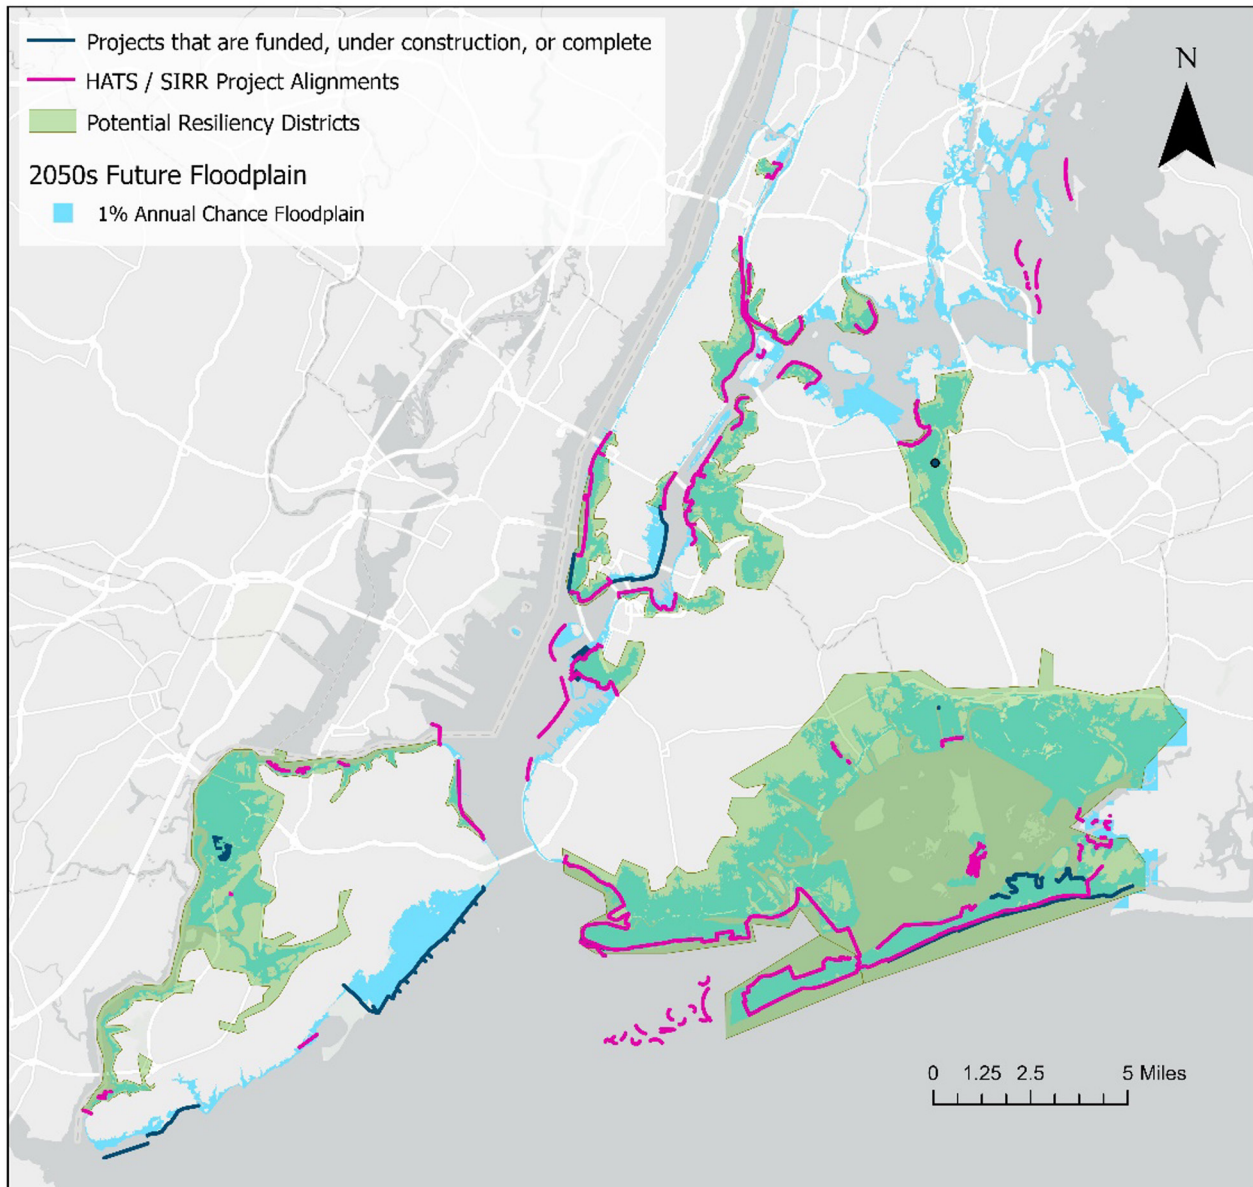 Projects that are funded, under construction, or complete
HATS / SIRR Project Alignments
Potential Resiliency Districts
2050s Future Floodplain
1% Annual Chance Floodplain
N
0 1.25 2.5 5 Miles